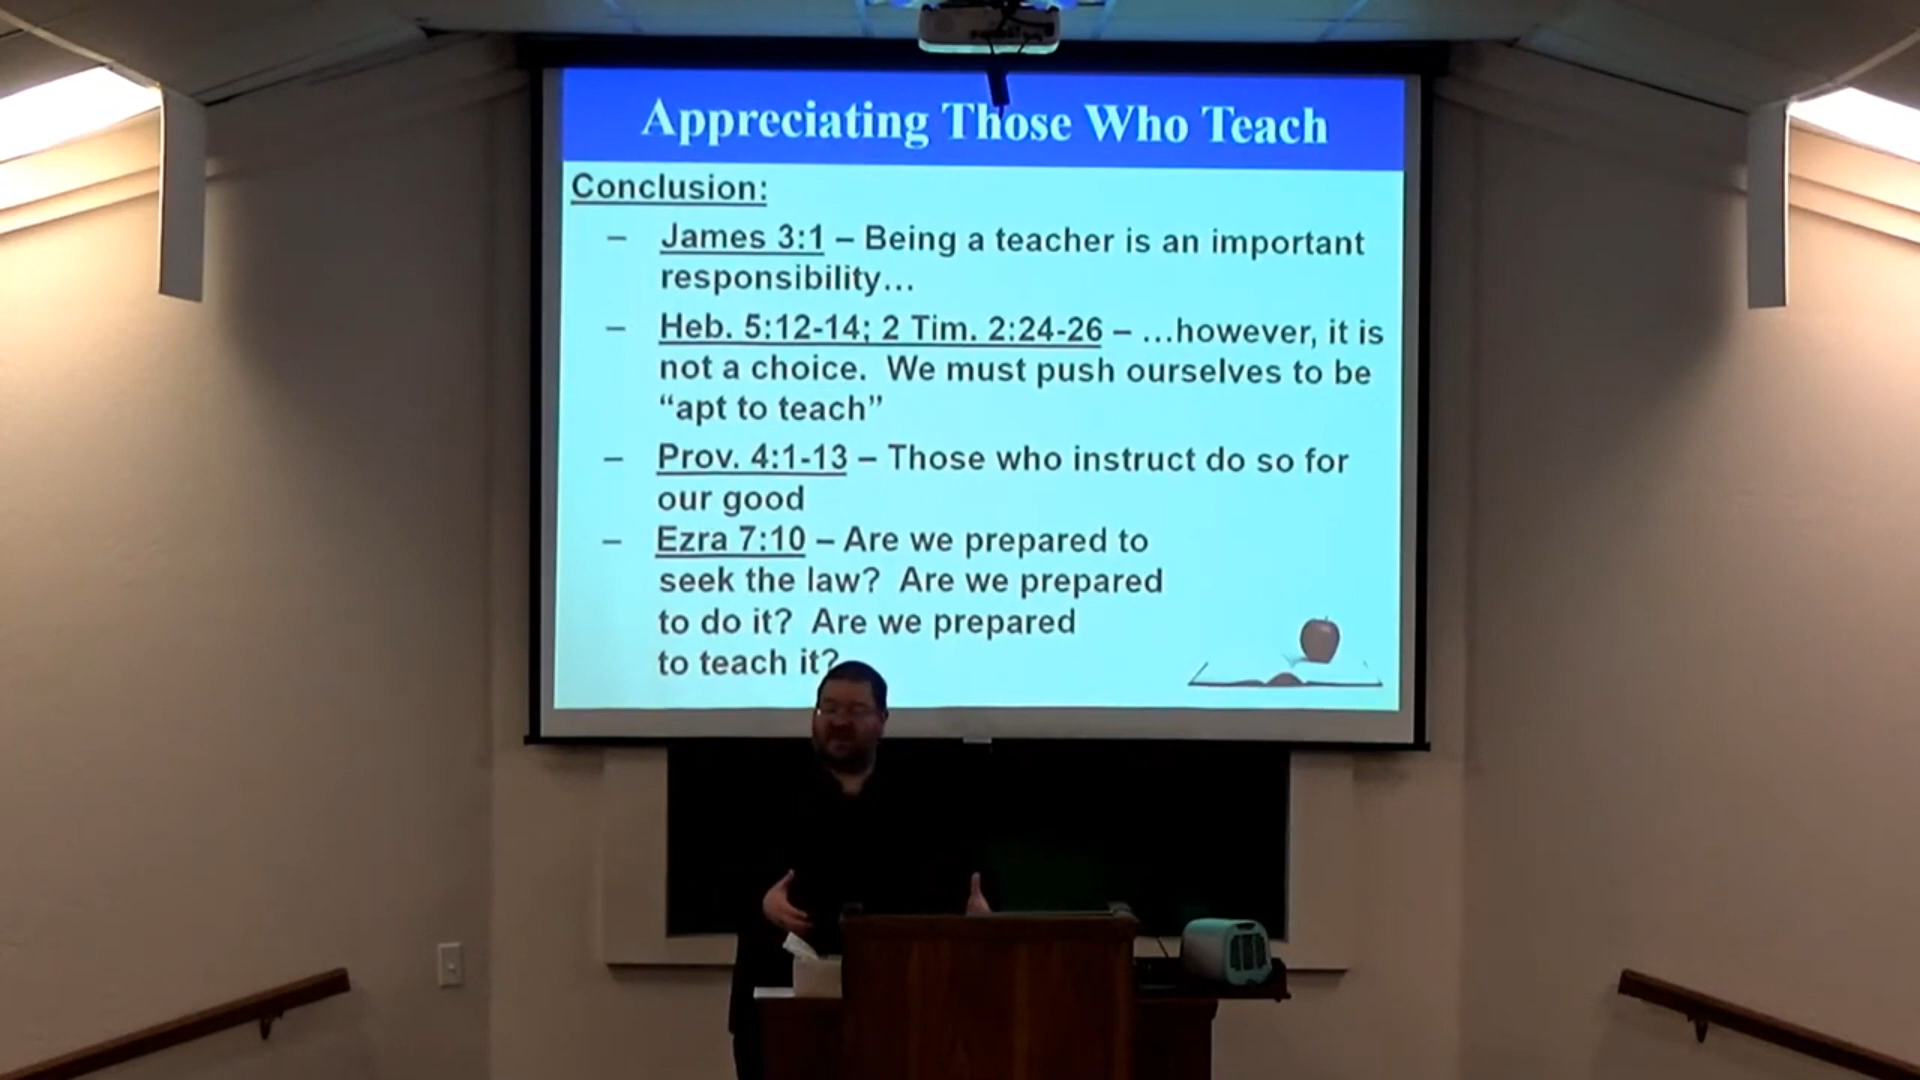 Appreciating Those Who Teach
Conclusion:
– James 3:1 – Being a teacher is an important
responsibility…
– Heb. 5:12-14; 2 Tim. 2:24-26 – …however, it is
not a choice.  We must push ourselves to be
“apt to teach”
– Prov. 4:1-13 – Those who instruct do so for
our good
– Ezra 7:10 – Are we prepared to
seek the law?  Are we prepared
to do it?  Are we prepared
to teach it?